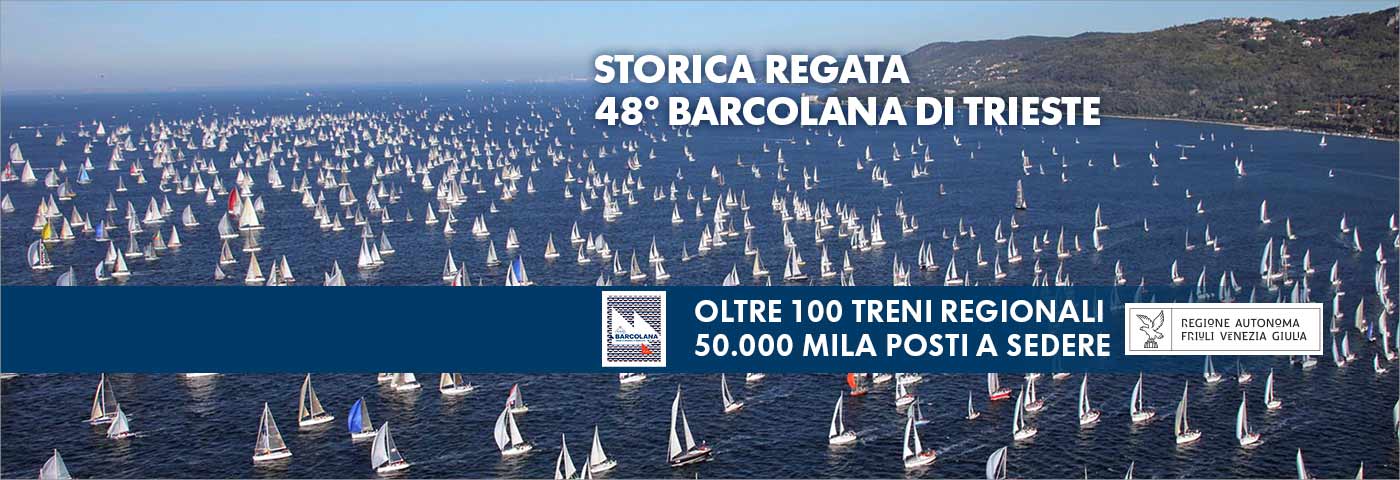 STORICA REGATA
48° BARCOLANA DI TRIESTE
OLTRE 100 TRENI REGIONALI
50.000 MILA POSTI A SEDERE
BARCOLANA
REGIONE AUTONOMA
FRIULI VENEZIA GIULIA